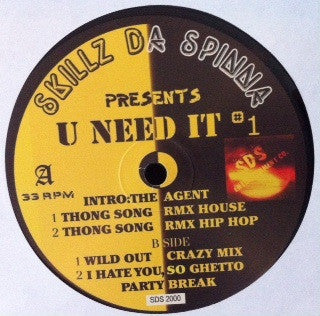 SKILLZ DA SPINNA
PRESENTS
U NEED IT #1
SDS
A
33 RPM
INTRO:THE AGENT
1 THONG SONG RMX HOUSE
2 THONG SONG RMX HIP HOP
B SIDE
1 WILD OUT CRAZY MIX
2 I HATE YOU, SO GHETTO
PARTY BREAK
SDS 2000